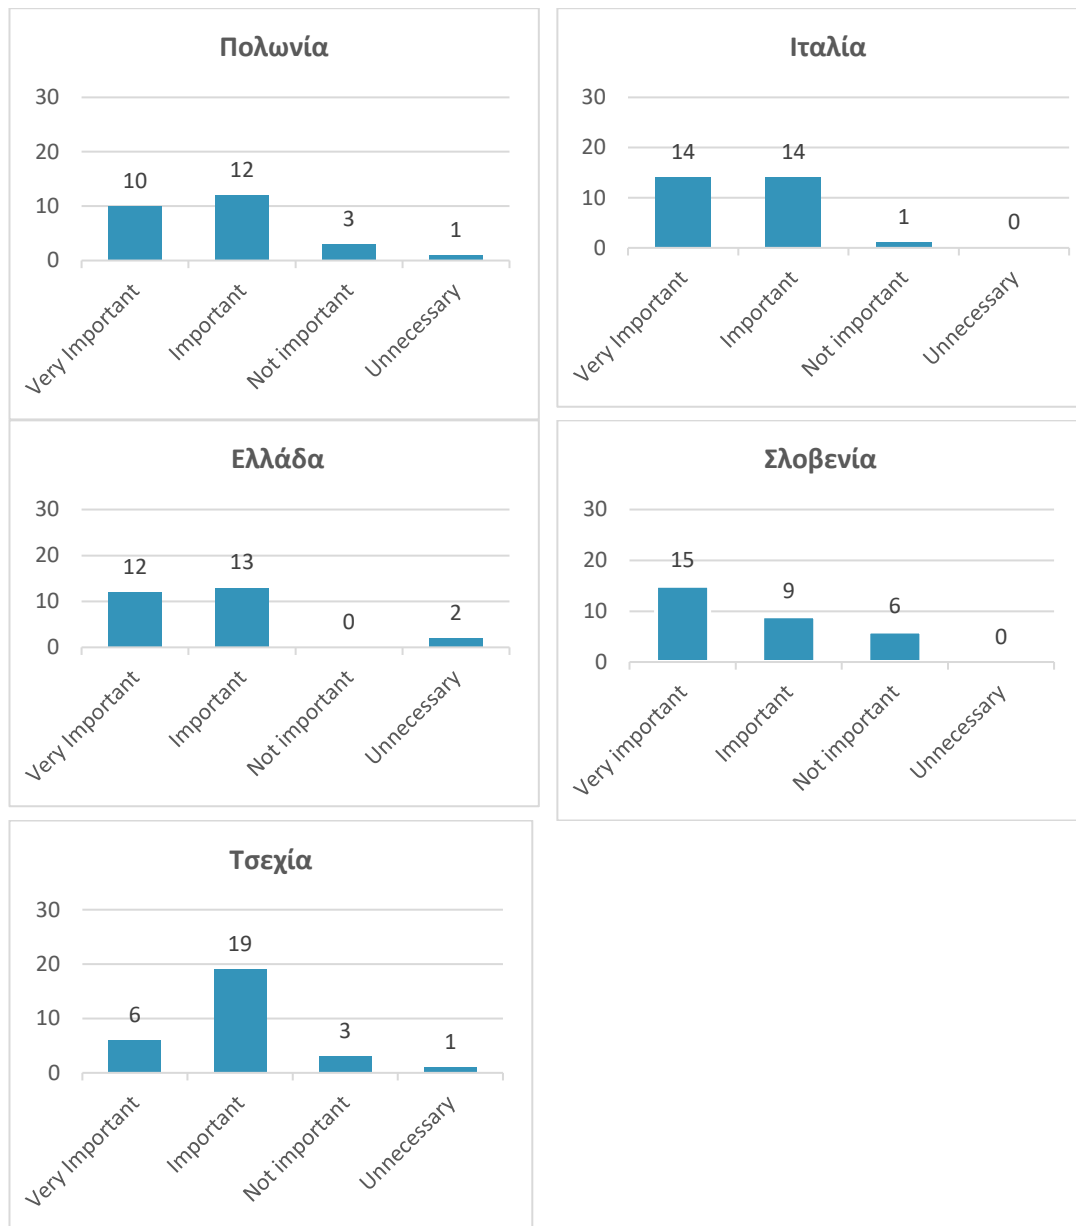 Πολωνία
30
20
10
0
10
12
3
1
Very Important
Important
Not important
Unnecessary
Ιταλία
30
20
10
0
14
14
1
0
Very Important
Important
Not important
Unnecessary
Ελλάδα
30
20
10
0
12
13
0
2
Very Important
Important
Not important
Unnecessary
Σλοβενία
30
20
10
0
15
9
6
0
Very important
Important
Not important
Unnecessary
Τσεχία
30
20
10
0
6
19
3
1
Very Important
Important
Not important
Unnecessary